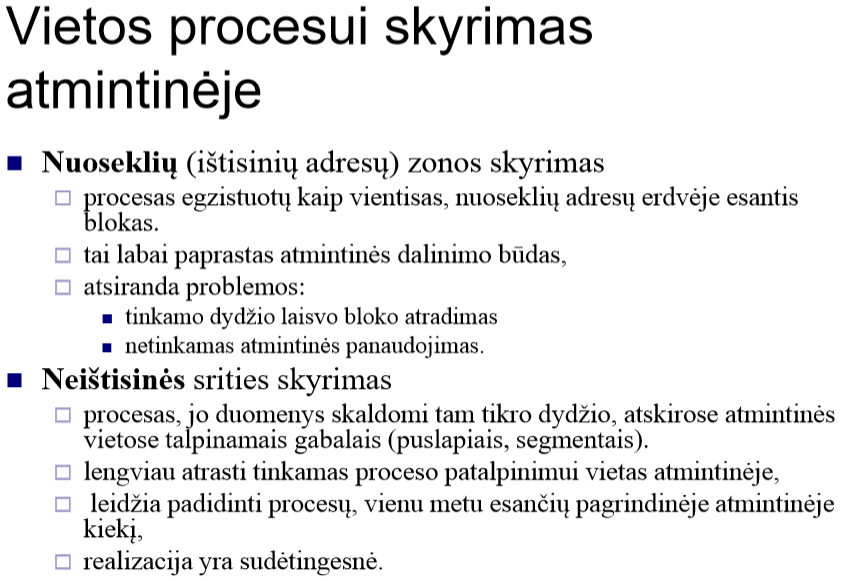 Vietos procesui skyrimas
atmintinėje
Nuoseklių (ištisinių adresų) zonos skyrimas
procesas egzistuotų kaip vientisas, nuoseklių adresų erdvėje esantis
blokas.
tai labai paprastas atmintinės dalinimo būdas,
atsiranda problemos:
tinkamo dydžio laisvo bloko atradimas
netinkamas atmintinės panaudojimas.
Neištisinės srities skyrimas
procesas, jo duomenys skaldomi tam tikro dydžio, atskirose atmintinės
vietose talpinamais gabalais (puslapiais, segmentais).
lengviau atrasti tinkamas proceso patalpinimui vietas atmintinėje,
leidžia padidinti procesų, vienu metu esančių pagrindinėje atmintinėje
kiekį,
realizacija yra sudėtingesnė.